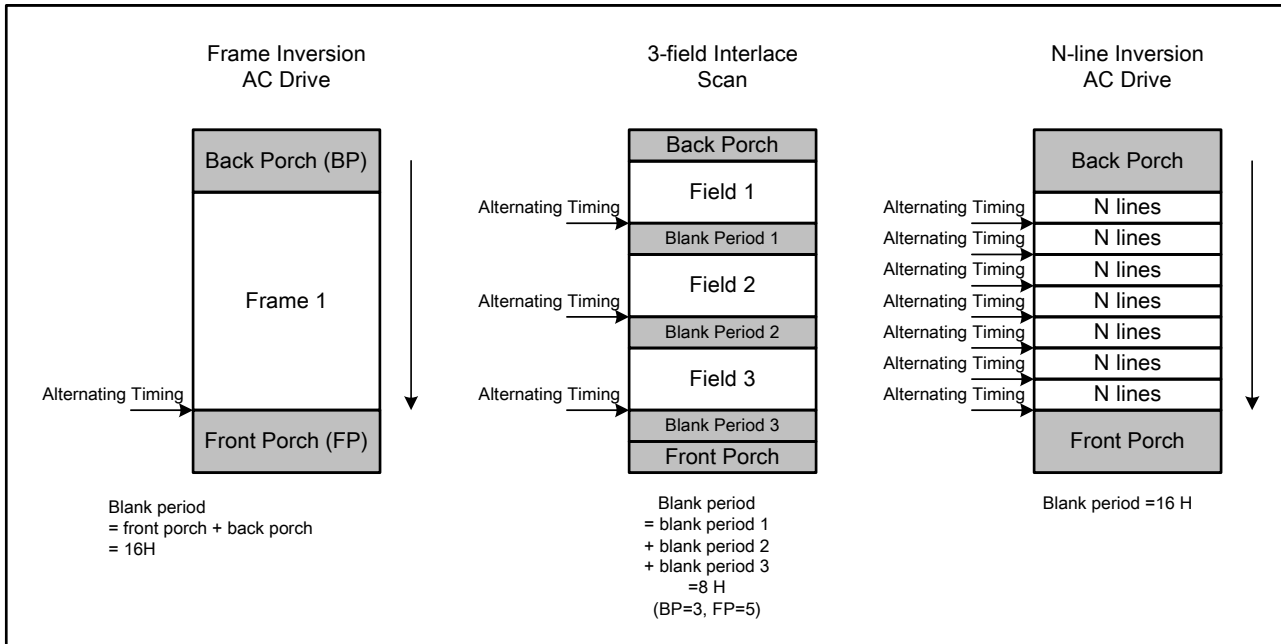 Frame Inversion
AC Drive
Back Porch (BP)
Frame 1
Alternating Timing
Front Porch (FP)
Blank period
= front porch + back porch
= 16H
3-field Interlace
Scan
Back Porch
Field 1
Alternating Timing
Blank Period 1
Field 2
Alternating Timing
Blank Period 2
Field 3
Alternating Timing
Blank Period 3
Front Porch
Blank period
= blank period 1
+ blank period 2
+ blank period 3
=8 H
(BP=3, FP=5)
N-line Inversion
AC Drive
Back Porch
N lines
Alternating Timing
N lines
Alternating Timing
N lines
Alternating Timing
N lines
Alternating Timing
N lines
Alternating Timing
N lines
Alternating Timing
N lines
Alternating Timing
Front Porch
Blank period =16 H